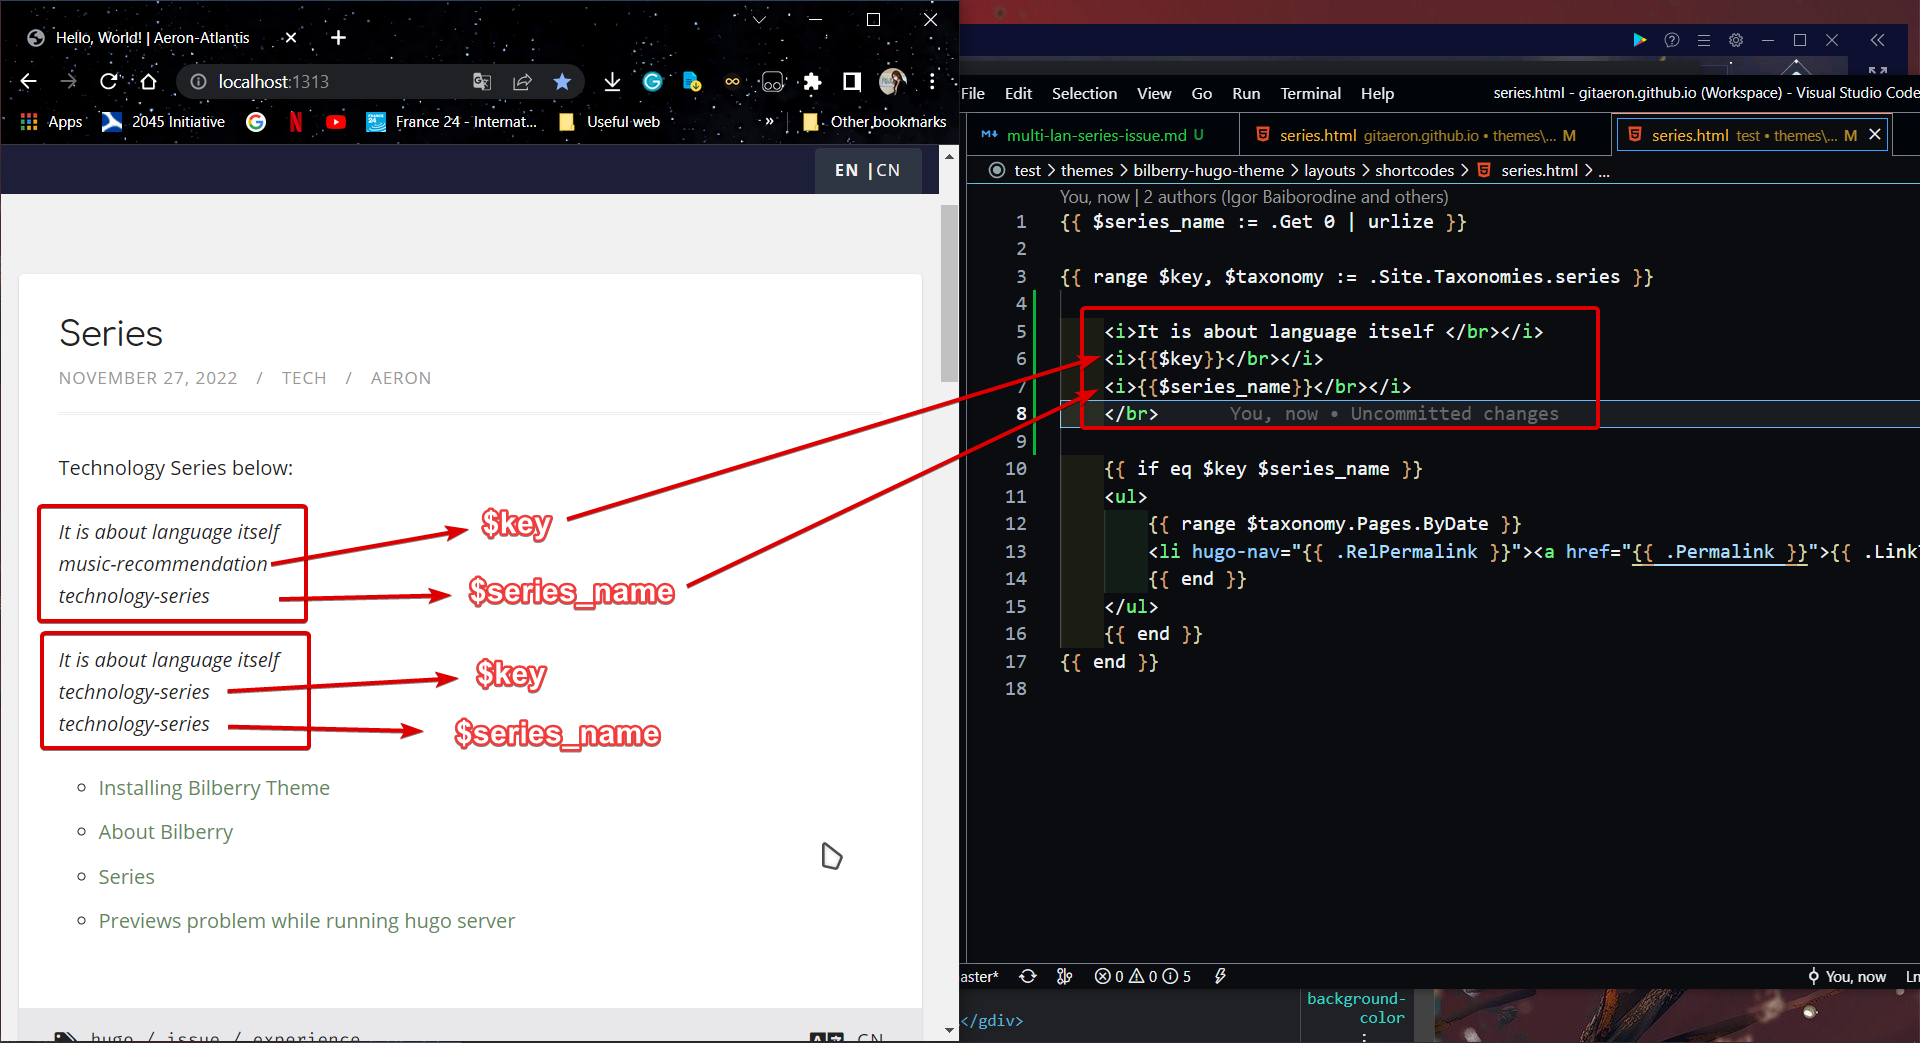 Hello, World! | Aeron-Atlantis
localhost:1313
Apps
2045 Initiative
France 24 - Internat...
Useful web
»
Other bookmarks
EN |CN
Series
NOVEMBER 27, 2022 / TECH / AERON
Technology Series below:
It is about language itself
music-recommendation
technology-series
It is about language itself
technology-series
technology-series
$key
$series_name
$key
$series_name
Installing Bilberry Theme
About Bilberry
Series
Previews problem while running hugo server
hugo / issue / experience
CN
File Edit Selection View Go Run Terminal Help
series.html - gitaeron.github.io (Workspace) - Visual Studio Code
multi-lan-series-issue.md U
series.html gitaeron.github.io • themes\... M
series.html test • themes\... M
test > themes > bilberry-hugo-theme > layouts > shortcodes > series.html > ...
You, now | 2 authors (Igor Baiborodine and others)
1 {{ $series_name := .Get 0 | urlize }}
2
3 {{ range $key, $taxonomy := .Site.Taxonomies.series }}
4
5 <i>It is about language itself </br></i>
6 <i>{{$key}}</br></i>
7 <i>{{$series_name}}</br></i>
8 </br> You, now • Uncommitted changes
9
10 {{ if eq $key $series_name }}
11 <ul>
12 {{ range $taxonomy.Pages.ByDate }}
13 <li hugo-nav="{{ .RelPermalink }}"><a href="{{ .Permalink }}">{{ .LinkT
14 {{ end }}
15 </ul>
16 {{ end }}
17 {{ end }}
18
aster* 0 0 5
You, now Ln
</gdiv>
background-
color
: